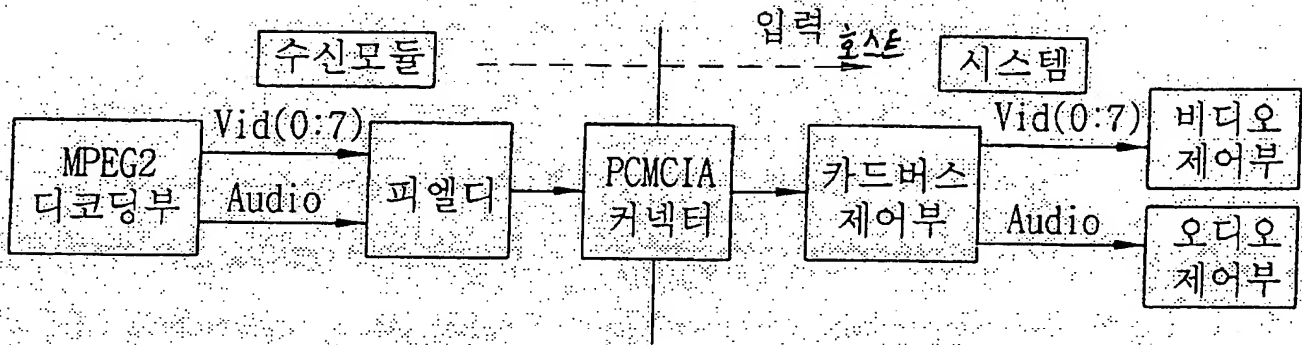 입력 호스트
수신모듈
시스템
Vid(0:7)
Vid(0:7)
MPEG2
디코딩부
Audio
피엘디
PCMCIA
커넥터
카드버스
제어부
비디오
제어부
Audio
오디오
제어부